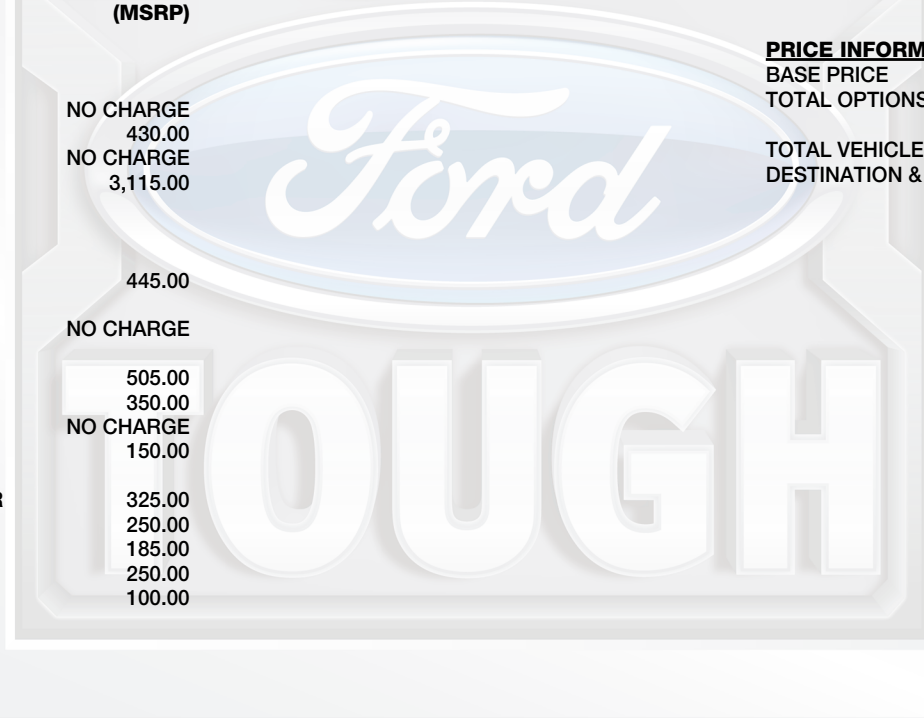 (MSRP)
NO CHARGE
430.00
NO CHARGE
3,115.00
445.00
NO CHARGE
505.00
350.00
NO CHARGE
150.00
325.00
250.00
185.00
250.00
100.00
PRICE INFORM
BASE PRICE
TOTAL OPTIONS
TOTAL VEHICLE
DESTINATION &
Ford
TOUGH